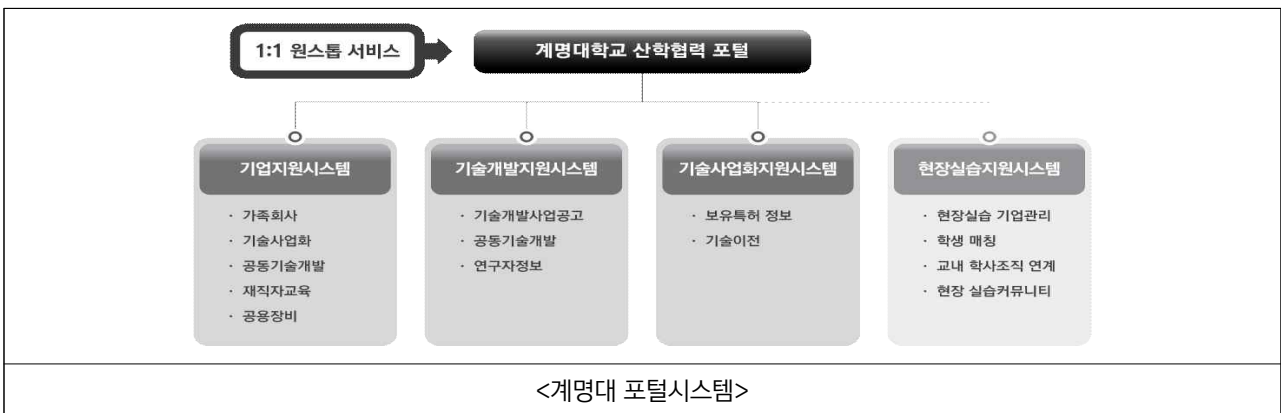 1:1 원스톱 서비스
계명대학교 산학협력 포털
기업지원시스템
· 가족회사
· 기술사업화
· 공동기술개발
· 재직자교육
· 공용장비
기술개발지원시스템
· 기술개발사업공고
· 공동기술개발
· 연구자정보
기술사업화지원시스템
· 보유특허 정보
· 기술이전
현장실습지원시스템
· 현장실습 기업관리
· 학생 매칭
· 교내 학사조직 연계
· 현장 실습커뮤니티
<계명대 포털시스템>